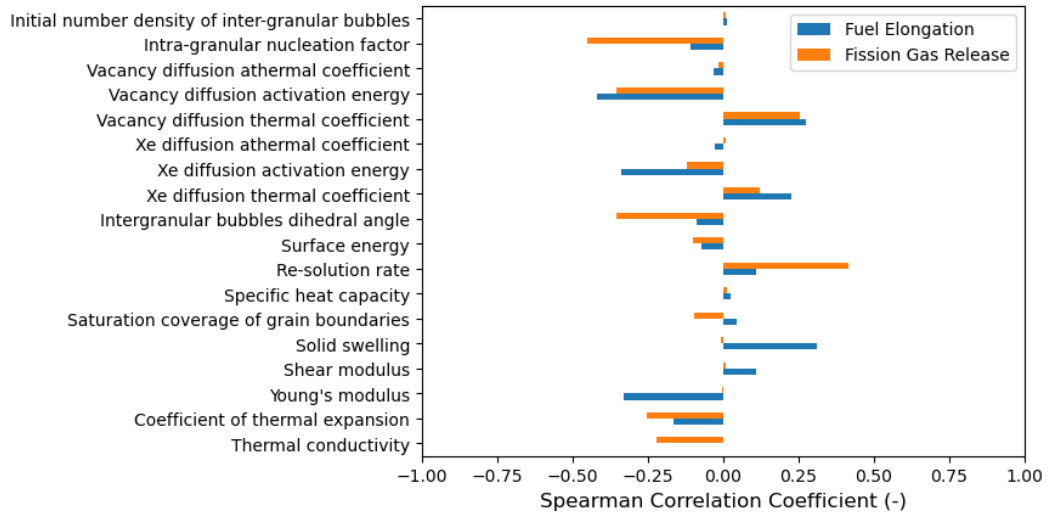 Initial number density of inter-granular bubbles
Intra-granular nucleation factor
Vacancy diffusion athermal coefficient
Vacancy diffusion activation energy
Vacancy diffusion thermal coefficient
Xe diffusion athermal coefficient
Xe diffusion activation energy
Xe diffusion thermal coefficient
Intergranular bubbles dihedral angle
Surface energy
Re-solution rate
Specific heat capacity
Saturation coverage of grain boundaries
Solid swelling
Shear modulus
Young's modulus
Coefficient of thermal expansion
Thermal conductivity
Fuel Elongation
Fission Gas Release
−1.00 −0.75 −0.50 −0.25 0.00 0.25 0.50 0.75 1.00
Spearman Correlation Coefficient (-)